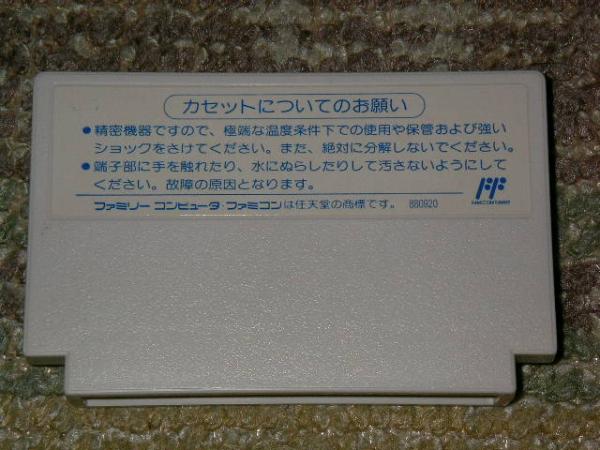 カセットについてのお願い
●精密機器ですので、極端な温度条件下での使用や保管および強い
ショックをさけてください。また、絶対に分解しないでください。
●端子部に手を触れたり、水にぬらしたりして汚さないようにして
ください。故障の原因となります。
ファミリー コンピュータ・ファミコンは任天堂の商標です。 880920
FAMICOM FAMILY